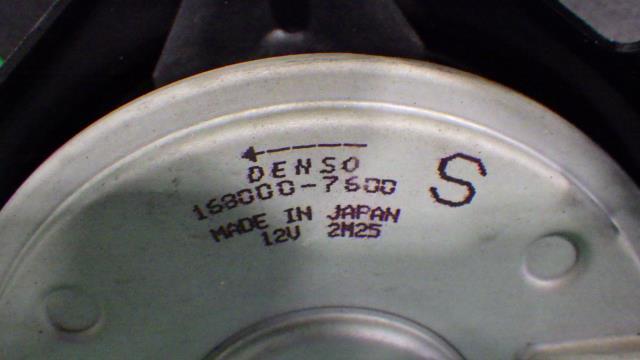 DENSO
168000-7600
S
MADE IN JAPAN
12V 2M25